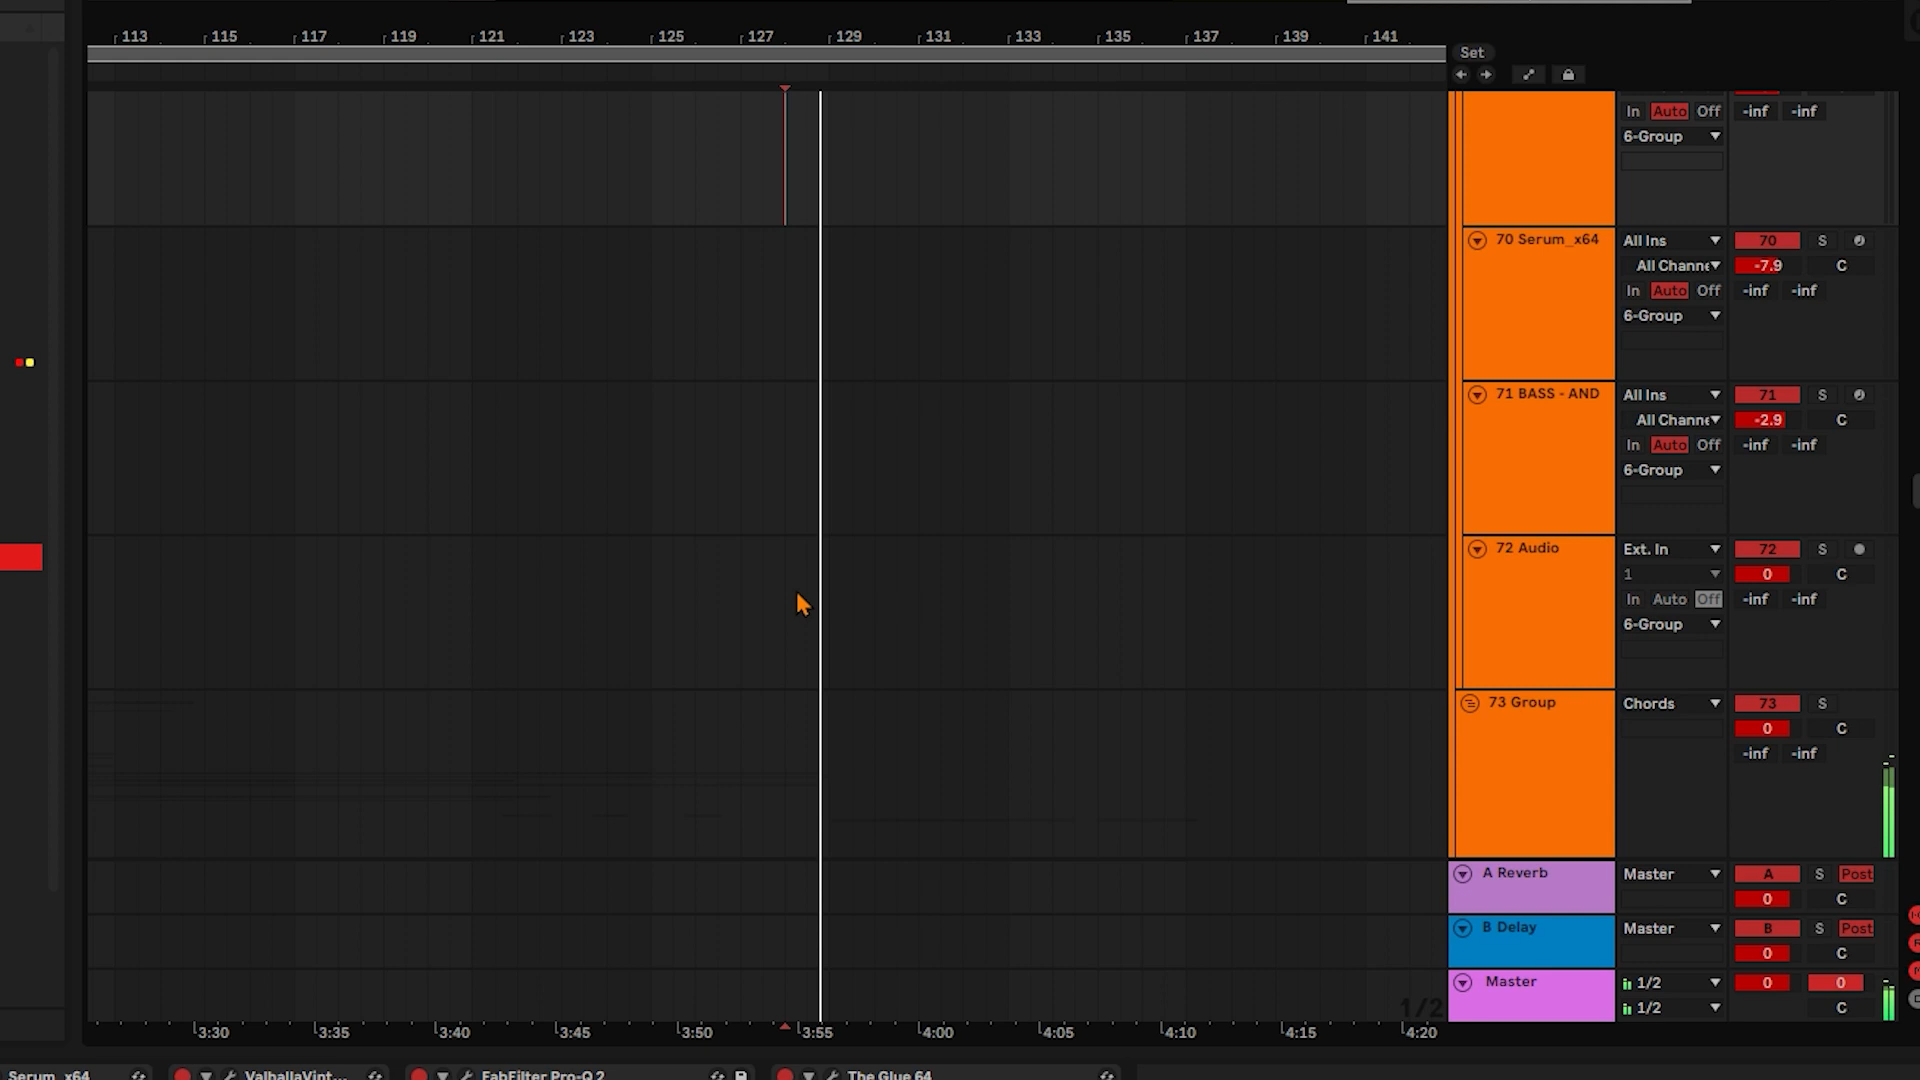 113 115 117 119 121 123 125 127 129 131 133 135 137 139 141
Set
In Auto Off -inf -inf
6-Group
70 Serum_x64 All Ins 70 S
All Channe -7.9 C
In Auto Off -inf -inf
6-Group
71 BASS - AND All Ins 71 S
All Channe -2.9 C
In Auto Off -inf -inf
6-Group
72 Audio Ext. In 72 S
1 0 C
In Auto Off -inf -inf
6-Group
73 Group Chords 73 S
0 C
-inf -inf
A Reverb Master A S Post
0 C
B Delay Master B S Post
0 C
Master 1/2 0 0
1/2 1/2 C
3:30 3:35 3:40 3:45 3:50 3:55 4:00 4:05 4:10 4:15 4:20
Serum_x64 ValhallaVint... FabFilter Pro-Q 2 The Glue 64